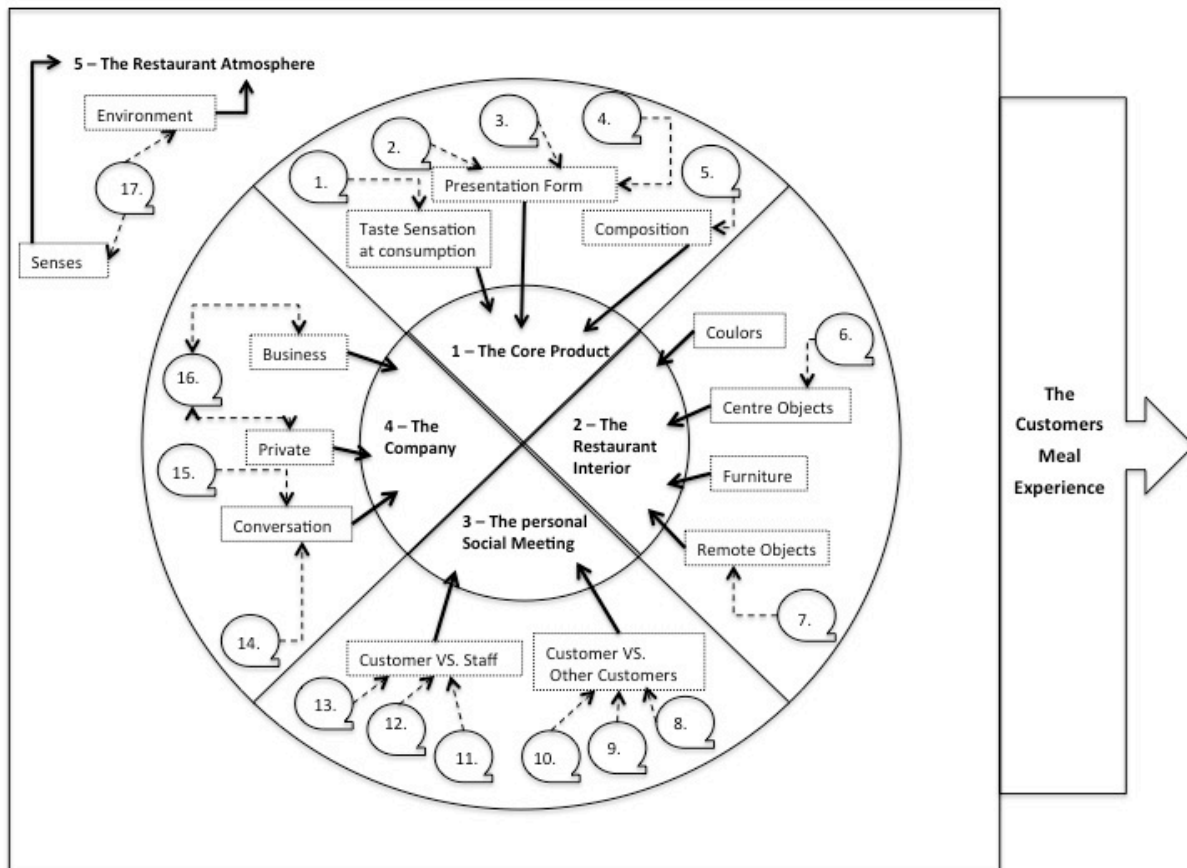 5 – The Restaurant Atmosphere
Environment
17.
Senses
1.
2.
3.
4.
5.
Presentation Form
Taste Sensation
at consumption
Composition
1 – The Core Product
Coulors
6.
Centre Objects
2 – The
Restaurant
Interior
Furniture
Remote Objects
7.
3 – The personal
Social Meeting
Customer VS. Staff
Customer VS.
Other Customers
13.
12.
11.
10.
9.
8.
4 – The
Company
Business
16.
Private
15.
Conversation
14.
The
Customers
Meal
Experience